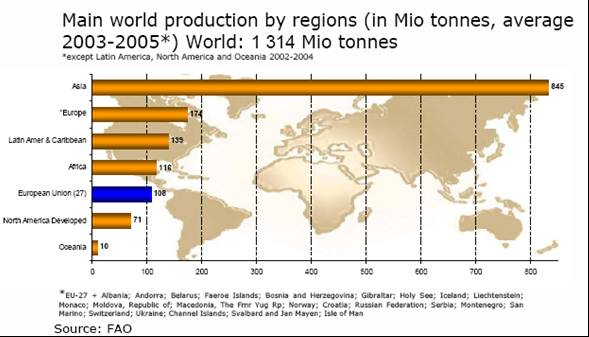 Main world production by regions (in Mio tonnes, average
2003-2005*) World: 1 314 Mio tonnes
*except Latin America, North America and Oceania 2002-2004
Asia 845
*Europe 174
Latin Amer & Caribbean 139
Africa 116
European Union (27) 108
North America Developed 71
Oceania 10
0 100 200 300 400 500 600 700 800
*EU-27 + Albania; Andorra; Belarus; Faeroe Islands; Bosnia and Herzegovina; Gibraltar; Holy See; Iceland; Liechtenstein;
Monaco; Moldova, Republic of; Macedonia, The Fmr Yug Rp; Norway; Croatia; Russian Federation; Serbia; Montenegro; San
Marino; Switzerland; Ukraine; Channel Islands; Svalbard and Jan Mayen; Isle of Man
Source: FAO